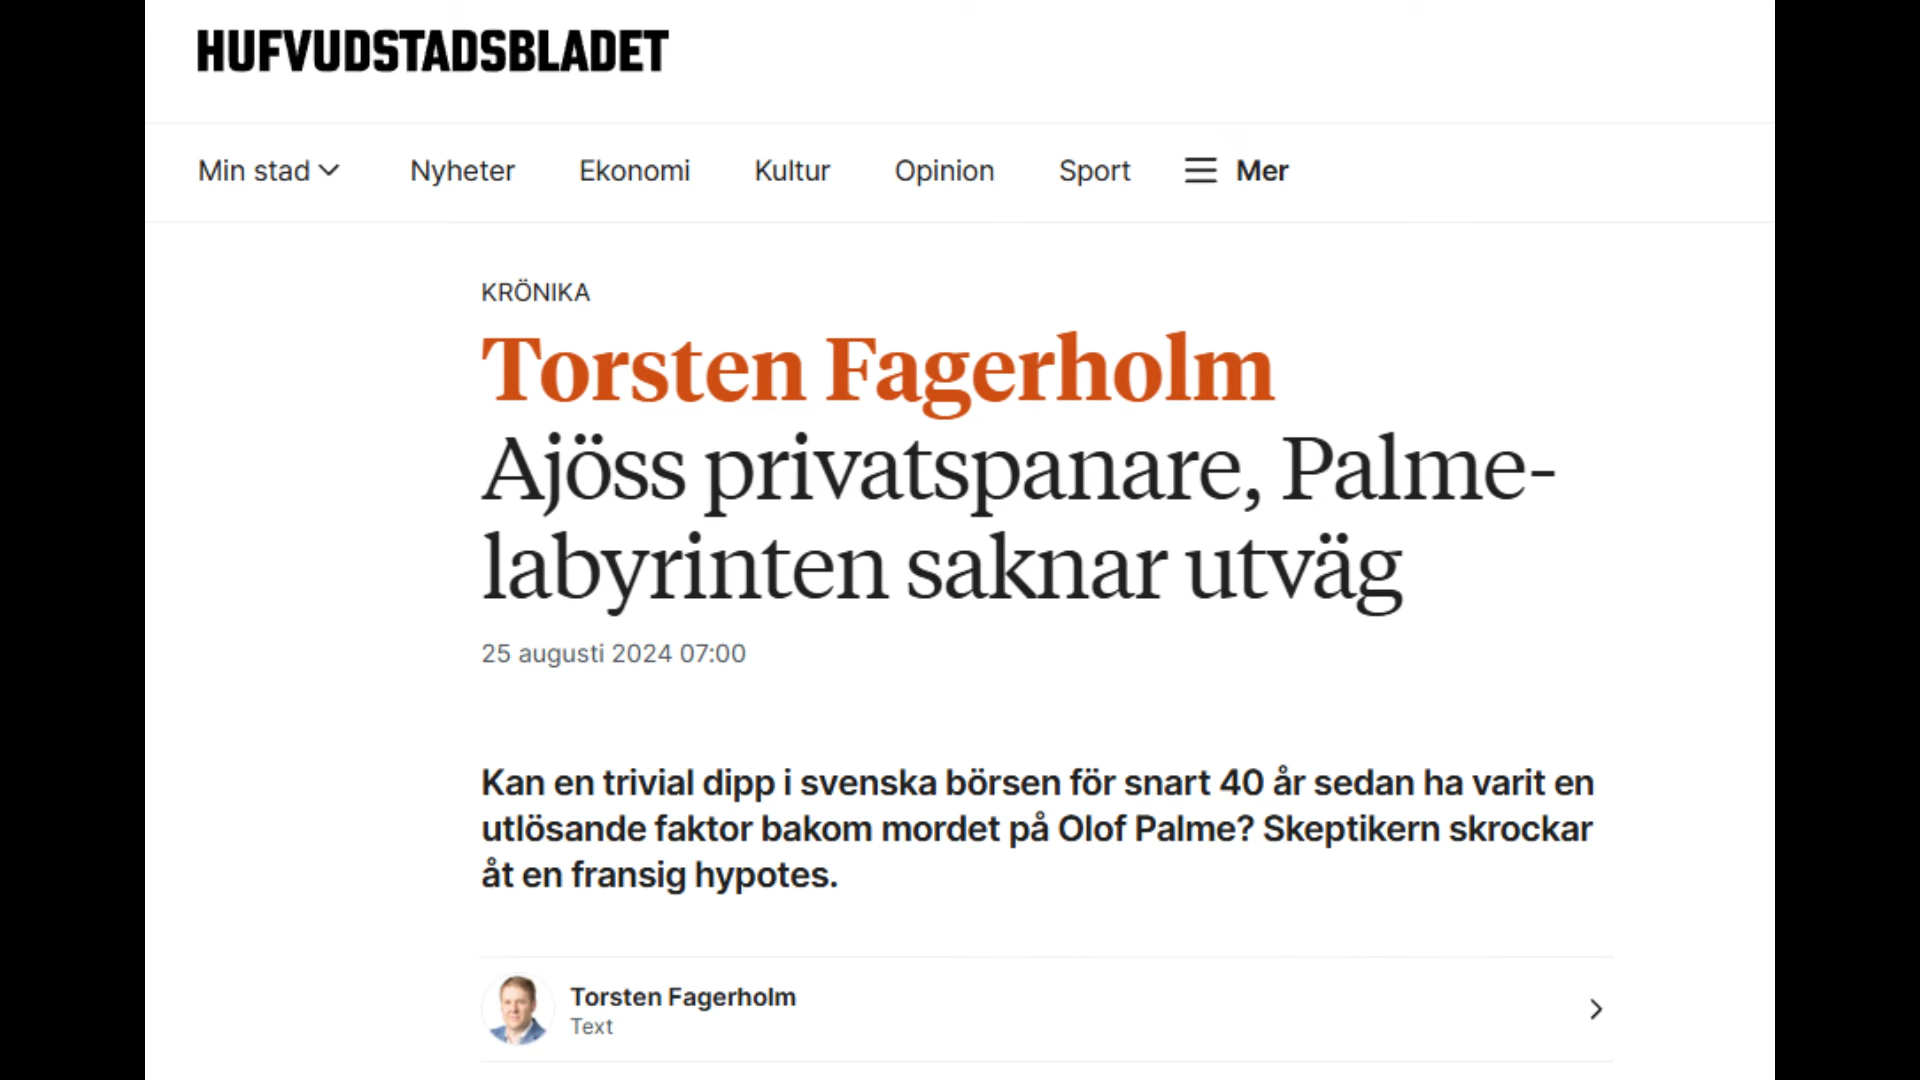 HUFVUDSTADSBLADET
Min stad Nyheter Ekonomi Kultur Opinion Sport Mer
KRÖNIKA
Torsten Fagerholm
Ajöss privatspanare, Palme-
labyrinten saknar utväg
25 augusti 2024 07:00
Kan en trivial dipp i svenska börsen för snart 40 år sedan ha varit en
utlösande faktor bakom mordet på Olof Palme? Skeptikern skrockar
åt en fransig hypotes.
Torsten Fagerholm
Text